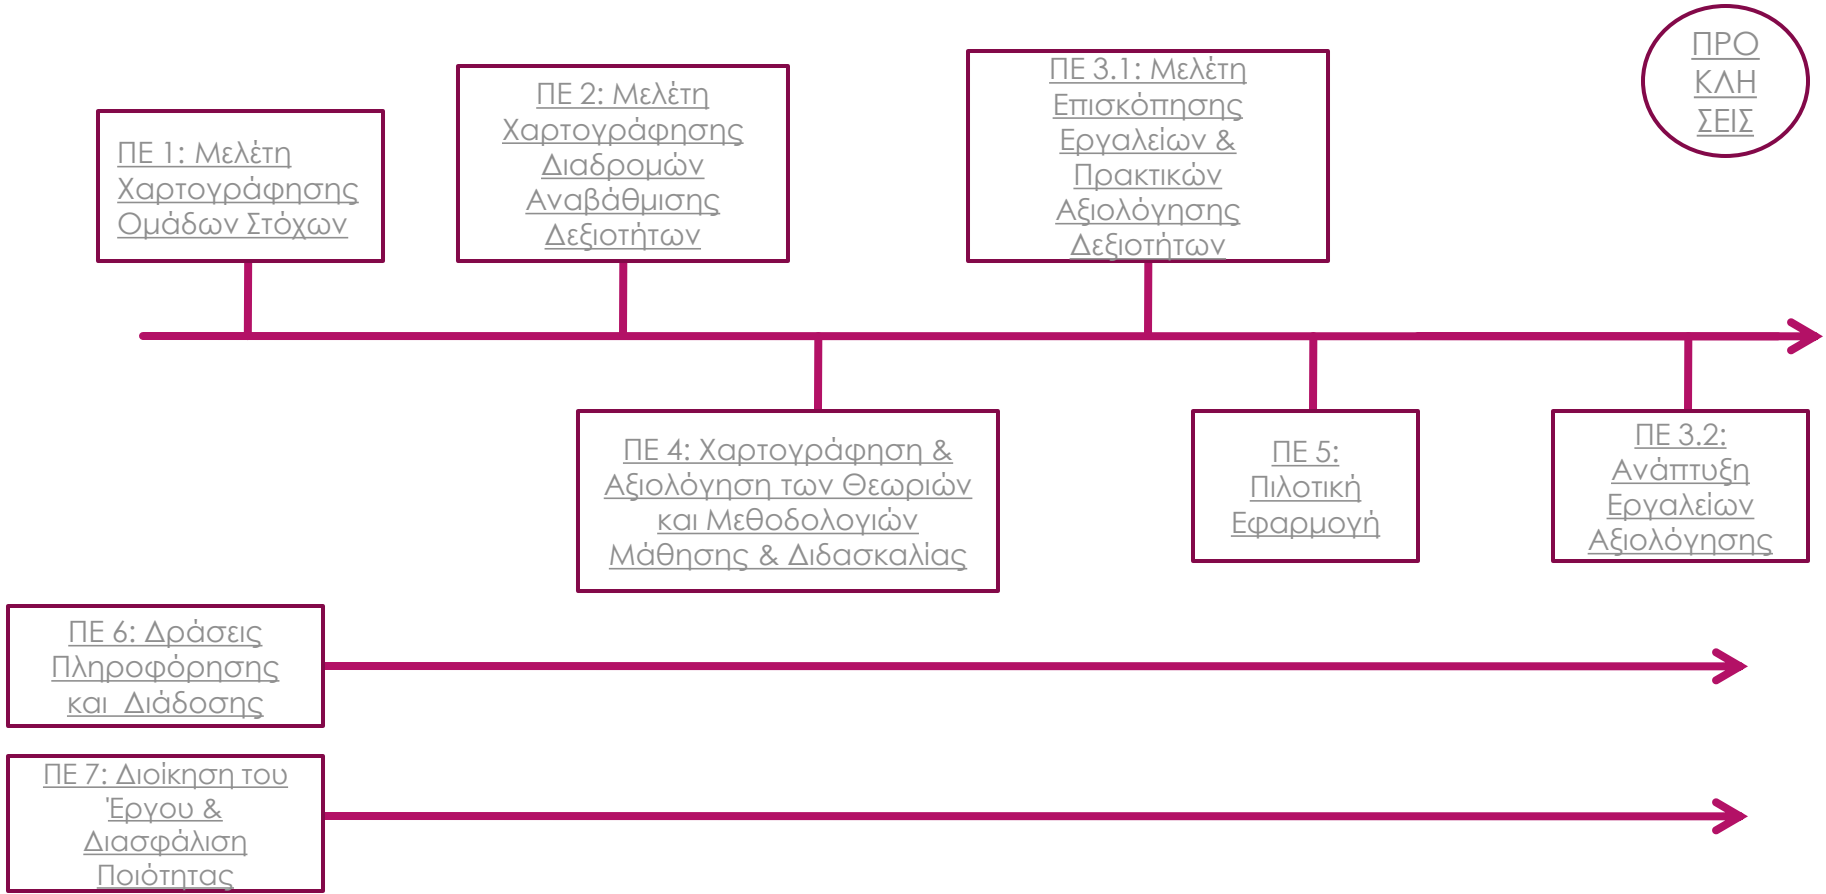 ΠΡΟ
ΚΛΗ
ΣΕΙΣ
ΠΕ 1: Μελέτη
Χαρτογράφησης
Ομάδων Στόχων
ΠΕ 2: Μελέτη
Χαρτογράφησης
Διαδρομών
Αναβάθμισης
Δεξιοτήτων
ΠΕ 3.1: Μελέτη
Επισκόπησης
Εργαλείων &
Πρακτικών
Αξιολόγησης
Δεξιοτήτων
ΠΕ 4: Χαρτογράφηση &
Αξιολόγηση των Θεωριών
και Μεθοδολογιών
Μάθησης & Διδασκαλίας
ΠΕ 5:
Πιλοτική
Εφαρμογή
ΠΕ 3.2:
Ανάπτυξη
Εργαλείων
Αξιολόγησης
ΠΕ 6: Δράσεις
Πληροφόρησης
και Διάδοσης
ΠΕ 7: Διοίκηση του
Έργου &
Διασφάλιση
Ποιότητας